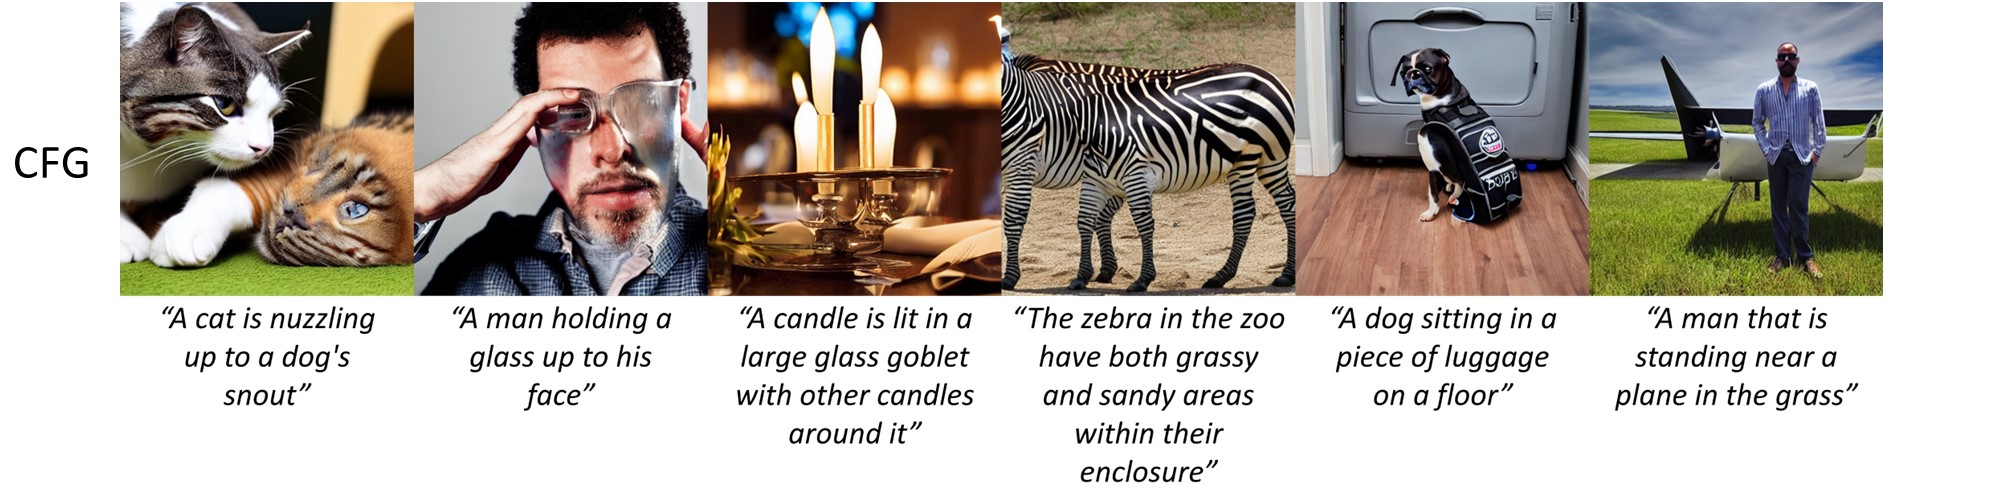 CFG
“A cat is nuzzling
up to a dog's
snout”
“A man holding a
glass up to his
face”
“A candle is lit in a
large glass goblet
with other candles
around it”
“The zebra in the zoo
have both grassy
and sandy areas
within their
enclosure”
“A dog sitting in a
piece of luggage
on a floor”
“A man that is
standing near a
plane in the grass”